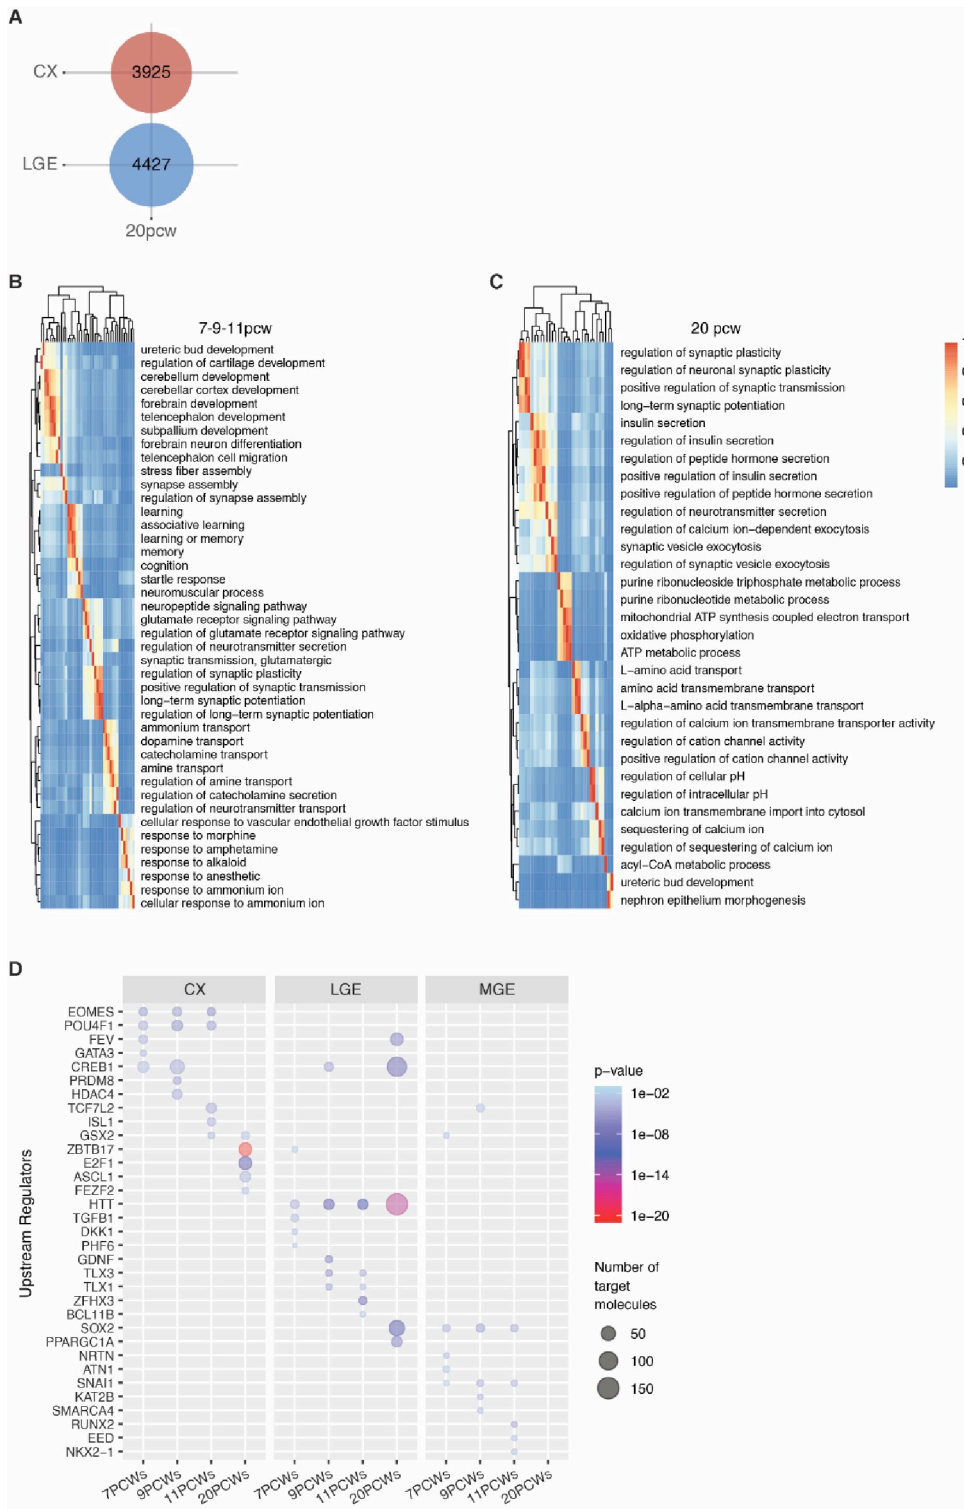 A
CX
3925
LGE
4427
20pcw
B
7-9-11pcw
ureteric bud development
regulation of cartilage development
cerebellum development
cerebellar cortex development
forebrain development
telencephalon development
subpallium development
forebrain neuron differentiation
telencephalon cell migration
stress fiber assembly
synapse assembly
regulation of synapse assembly
learning
associative learning
learning or memory
memory
cognition
startle response
neuromuscular process
neuropeptide signaling pathway
glutamate receptor signaling pathway
regulation of glutamate receptor signaling pathway
regulation of neurotransmitter secretion
synaptic transmission, glutamatergic
regulation of synaptic plasticity
positive regulation of synaptic transmission
long−term synaptic potentiation
regulation of long−term synaptic potentiation
ammonium transport
dopamine transport
catecholamine transport
amine transport
regulation of amine transport
regulation of catecholamine secretion
regulation of neurotransmitter transport
cellular response to vascular endothelial growth factor stimulus
response to morphine
response to amphetamine
response to alkaloid
response to anesthetic
response to ammonium ion
cellular response to ammonium ion
C
20 pcw
regulation of synaptic plasticity
regulation of neuronal synaptic plasticity
positive regulation of synaptic transmission
long−term synaptic potentiation
insulin secretion
regulation of insulin secretion
regulation of peptide hormone secretion
positive regulation of insulin secretion
positive regulation of peptide hormone secretion
regulation of neurotransmitter secretion
regulation of calcium ion−dependent exocytosis
synaptic vesicle exocytosis
regulation of synaptic vesicle exocytosis
purine ribonucleoside triphosphate metabolic process
purine ribonucleotide metabolic process
mitochondrial ATP synthesis coupled electron transport
oxidative phosphorylation
ATP metabolic process
L−amino acid transport
amino acid transmembrane transport
L−alpha−amino acid transmembrane transport
regulation of calcium ion transmembrane transporter activity
regulation of cation channel activity
positive regulation of cation channel activity
regulation of cellular pH
regulation of intracellular pH
calcium ion transmembrane import into cytosol
sequestering of calcium ion
regulation of sequestering of calcium ion
acyl−CoA metabolic process
ureteric bud development
nephron epithelium morphogenesis
D
CX LGE MGE
Upstream Regulators
EOMES
POU4F1
FEV
GATA3
CREB1
PRDM8
HDAC4
TCF7L2
ISL1
GSX2
ZBTB17
E2F1
ASCL1
FEZF2
HTT
TGFB1
DKK1
PHF6
GDNF
TLX3
TLX1
ZFHX3
BCL11B
SOX2
PPARGC1A
NRTN
ATN1
SNAI1
KAT2B
SMARCA4
RUNX2
EED
NKX2−1
7PCWs 9PCWs 11PCWs 20PCWs 7PCWs 9PCWs 11PCWs 20PCWs 7PCWs 9PCWs 11PCWs 20PCWs
p−value
1e−02
1e−08
1e−14
1e−20
Number of
target
molecules
50
100
150